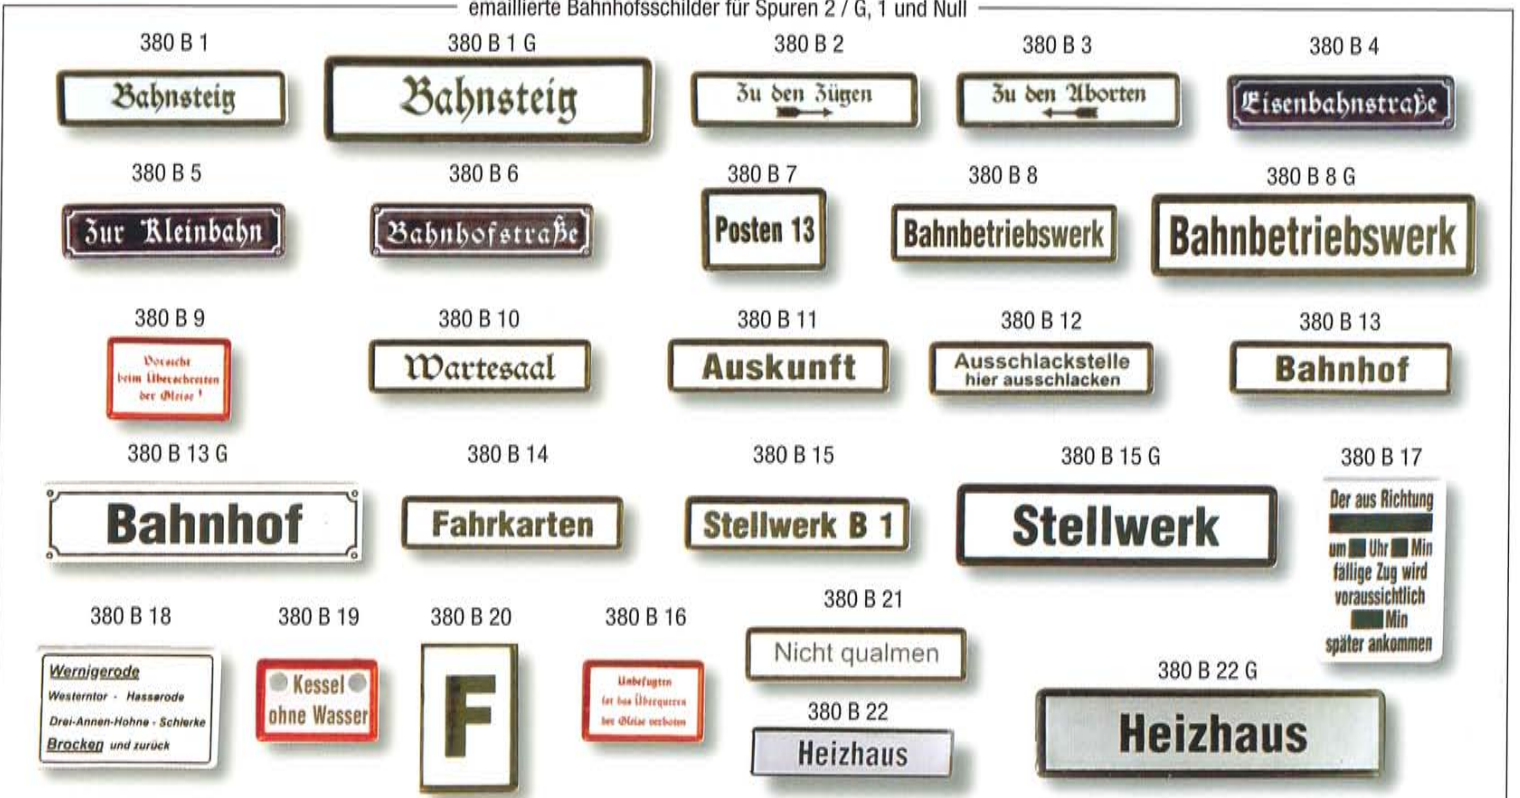 emaillierte Bahnhofsschilder für Spuren 2 / G, 1 und Null
380 B 1
Bahnsteig
380 B 1 G
Bahnsteig
380 B 2
Zu den Zügen
380 B 3
Zu den Aborten
380 B 4
Eisenbahnstraße
380 B 5
Zur Kleinbahn
380 B 6
Bahnhofstraße
380 B 7
Posten 13
380 B 8
Bahnbetriebswerk
380 B 8 G
Bahnbetriebswerk
380 B 9
Vorsicht
beim Überschreiten
der Gleise !
380 B 10
Wartesaal
380 B 11
Auskunft
380 B 12
Ausschlackstelle
hier ausschlacken
380 B 13
Bahnhof
380 B 13 G
Bahnhof
380 B 14
Fahrkarten
380 B 15
Stellwerk B 1
380 B 15 G
Stellwerk
380 B 17
Der aus Richtung
um Uhr Min
fällige Zug wird
voraussichtlich
Min
später ankommen
380 B 18
Wernigerode
Westerntor - Hasserode
Drei-Annen-Hohne - Schierke
Brocken und zurück
380 B 19
Kessel
ohne Wasser
380 B 20
F
380 B 16
Unbefugten
ist das Überqueren
der Gleise verboten
380 B 21
Nicht qualmen
380 B 22
Heizhaus
380 B 22 G
Heizhaus